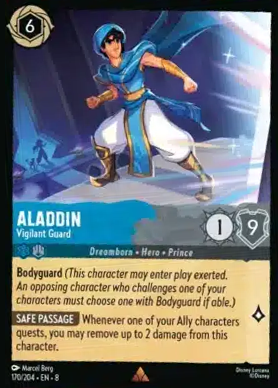 6
ALADDIN
Vigilant Guard
1 9
Dreamborn • Hero • Prince
Bodyguard (This character may enter play exerted.
An opposing character who challenges one of your
characters must choose one with Bodyguard if able.)
SAFE PASSAGE Whenever one of your Ally characters
quests, you may remove up to 2 damage from this
character.
Marcel Berg
170/204 • EN • 8
Disney Lorcana
©Disney